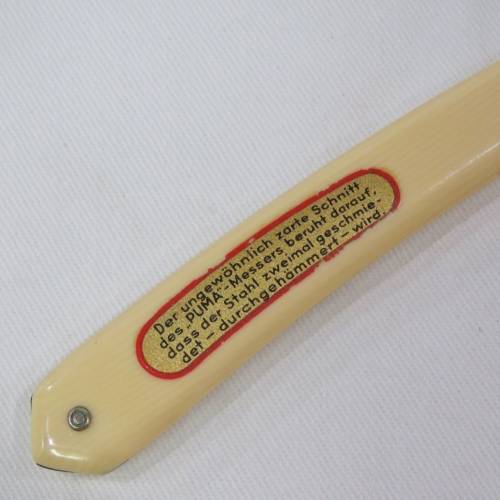 Der ungewöhnlich zarte Schnitt
des „PUMA“-Messers beruht darauf,
dass der Stahl zweimal geschmie-
det – durchgehämmert – wird.